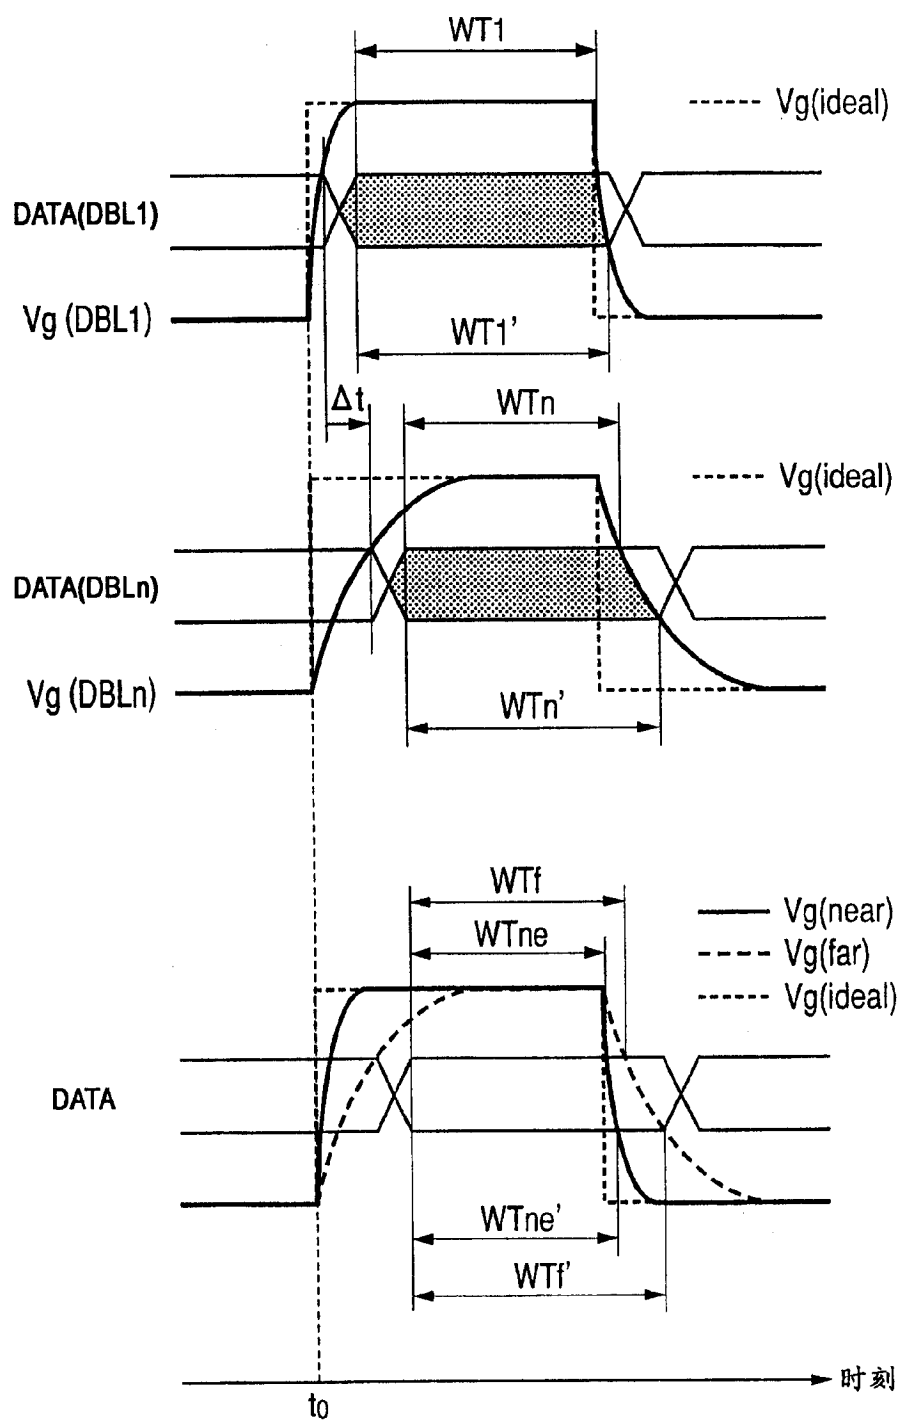 WT1
Vg(ideal)
DATA(DBL1)
Vg (DBL1)
WT1'
Δt
WTn
Vg(ideal)
DATA(DBLn)
Vg (DBLn)
WTn'
WTf
WTne
Vg(near)
Vg(far)
Vg(ideal)
DATA
WTne'
WTf'
t0
时刻